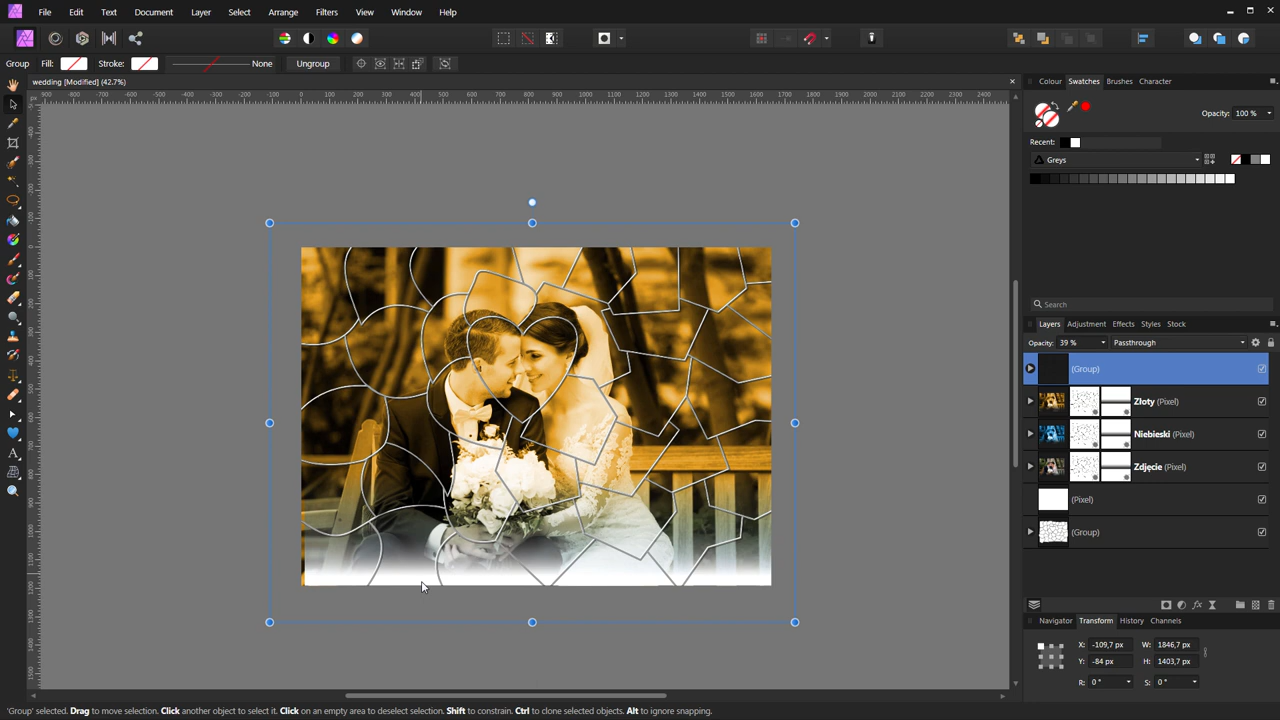 File Edit Text Document Layer Select Arrange Filters View Window Help
Group Fill: Stroke: None Ungroup
wedding [Modified] (42.7%)
Colour Swatches Brushes Character
Opacity: 100 %
Recent:
Greys
Search
Layers Adjustment Effects Styles Stock
Opacity: 39 % Passthrough
(Group)
Złoty (Pixel)
Niebieski (Pixel)
Zdjęcie (Pixel)
(Pixel)
(Group)
Navigator Transform History Channels
X: -109,7 px W: 1846,7 px
Y: -84 px H: 1403,7 px
R: 0 ° S: 0 °
'Group' selected. Drag to move selection. Click another object to select it. Click on an empty area to deselect selection. Shift to constrain. Ctrl to clone selected objects. Alt to ignore snapping.